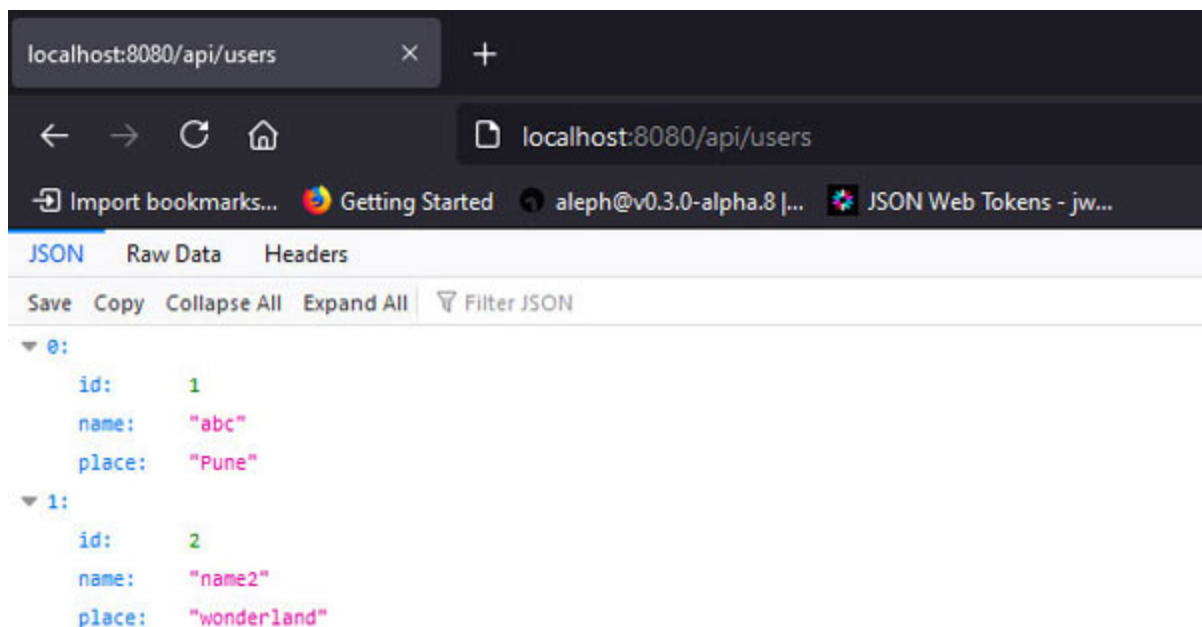 localhost:8080/api/users
localhost:8080/api/users
Import bookmarks... Getting Started aleph@v0.3.0-alpha.8 |... JSON Web Tokens - jw...
JSON Raw Data Headers
Save Copy Collapse All Expand All Filter JSON
0:
id: 1
name: "abc"
place: "Pune"
1:
id: 2
name: "name2"
place: "wonderland"